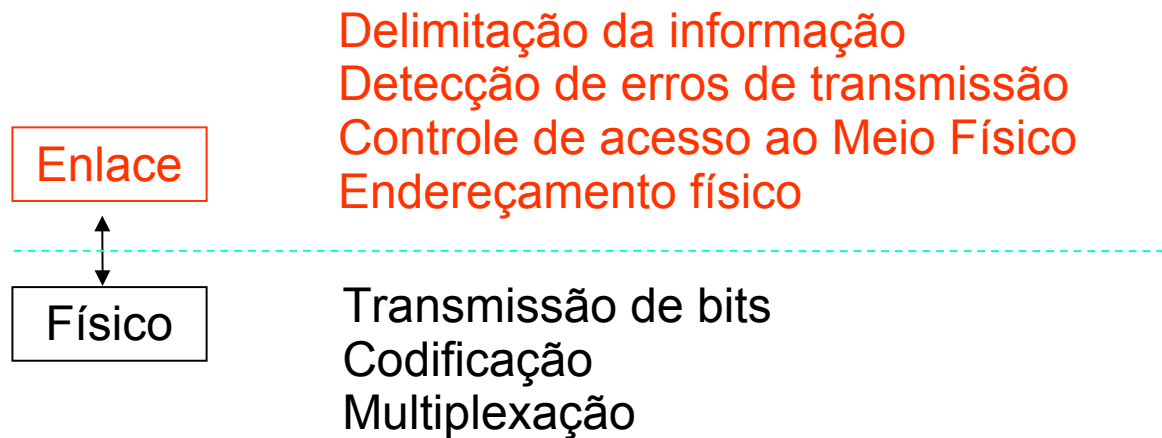 Delimitação da informação
Detecção de erros de transmissão
Controle de acesso ao Meio Físico
Endereçamento físico
Enlace
Físico
Transmissão de bits
Codificação
Multiplexação